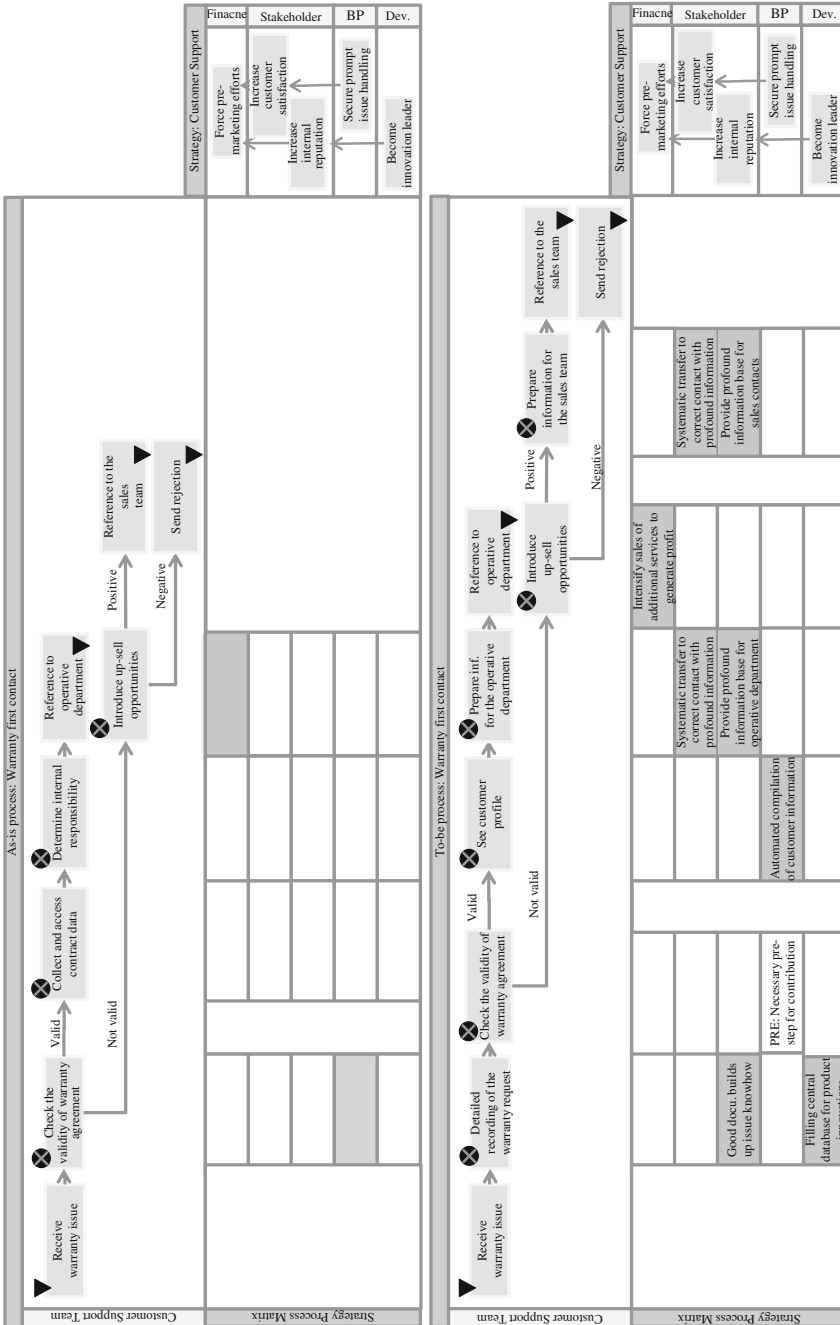 As-is process: Warranty first contact
Customer Support Team
Receive
warranty issue
Check the
validity of warranty
agreement
Valid
Not valid
Collect and access
contract data
Determine internal
responsibility
Reference to
operative
department
Introduce up-sell
opportunities
Positive
Negative
Reference to the
sales
team
Send rejection
Strategy Process Matrix
Strategy: Customer Support
Finacne
Stakeholder
BP
Dev.
Force pre-
marketing efforts
Increase
customer
satisfaction
Increase
internal
reputation
Secure prompt
issue handling
Become
innovation leader
To-be process: Warranty first contact
Customer Support Team
Receive
warranty issue
Detailed
recording of the
warranty request
Check the validity of
warranty agreement
Valid
Not valid
See customer
profile
Prepare inf.
for the operative
department
Reference to
operative
department
Introduce
up-sell
opportunities
Positive
Negative
Prepare
information for
the sales team
Reference to the
sales team
Send rejection
Strategy Process Matrix
Good docu. builds
up issue knowhow
Filling central
database for product
PRE: Necessary pre-
step for contribution
Automated compilation
of customer information
Systematic transfer to
correct contact with
profound information
Provide profound
information base for
operative department
Intensify sales of
additional services to
generate profit
Systematic transfer to
correct contact with
profound information
Provide profound
information base for
sales contacts
Strategy: Customer Support
Finacne
Stakeholder
BP
Dev.
Force pre-
marketing efforts
Increase
customer
satisfaction
Increase
internal
reputation
Secure prompt
issue handling
Become
innovation leader